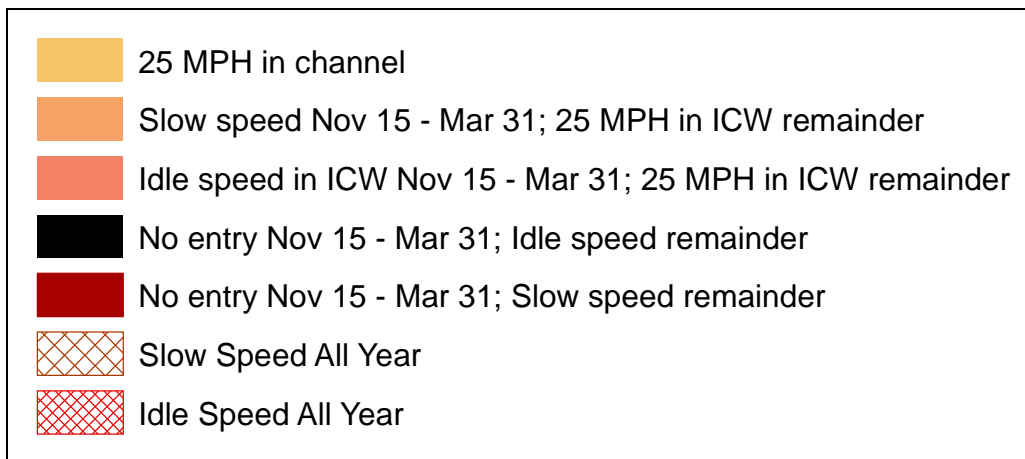 25 MPH in channel
Slow speed Nov 15 - Mar 31; 25 MPH in ICW remainder
Idle speed in ICW Nov 15 - Mar 31; 25 MPH in ICW remainder
No entry Nov 15 - Mar 31; Idle speed remainder
No entry Nov 15 - Mar 31; Slow speed remainder
Slow Speed All Year
Idle Speed All Year